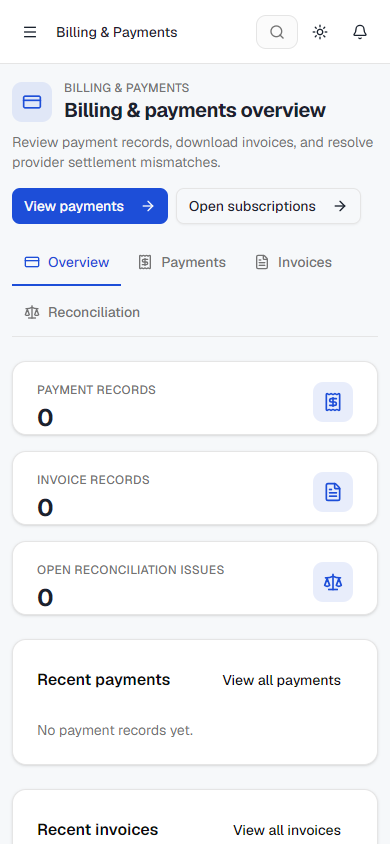 Billing & Payments
BILLING & PAYMENTS
Billing & payments overview
Review payment records, download invoices, and resolve
provider settlement mismatches.
View payments
Open subscriptions
Overview
Payments
Invoices
Reconciliation
PAYMENT RECORDS
0
INVOICE RECORDS
0
OPEN RECONCILIATION ISSUES
0
Recent payments
View all payments
No payment records yet.
Recent invoices
View all invoices